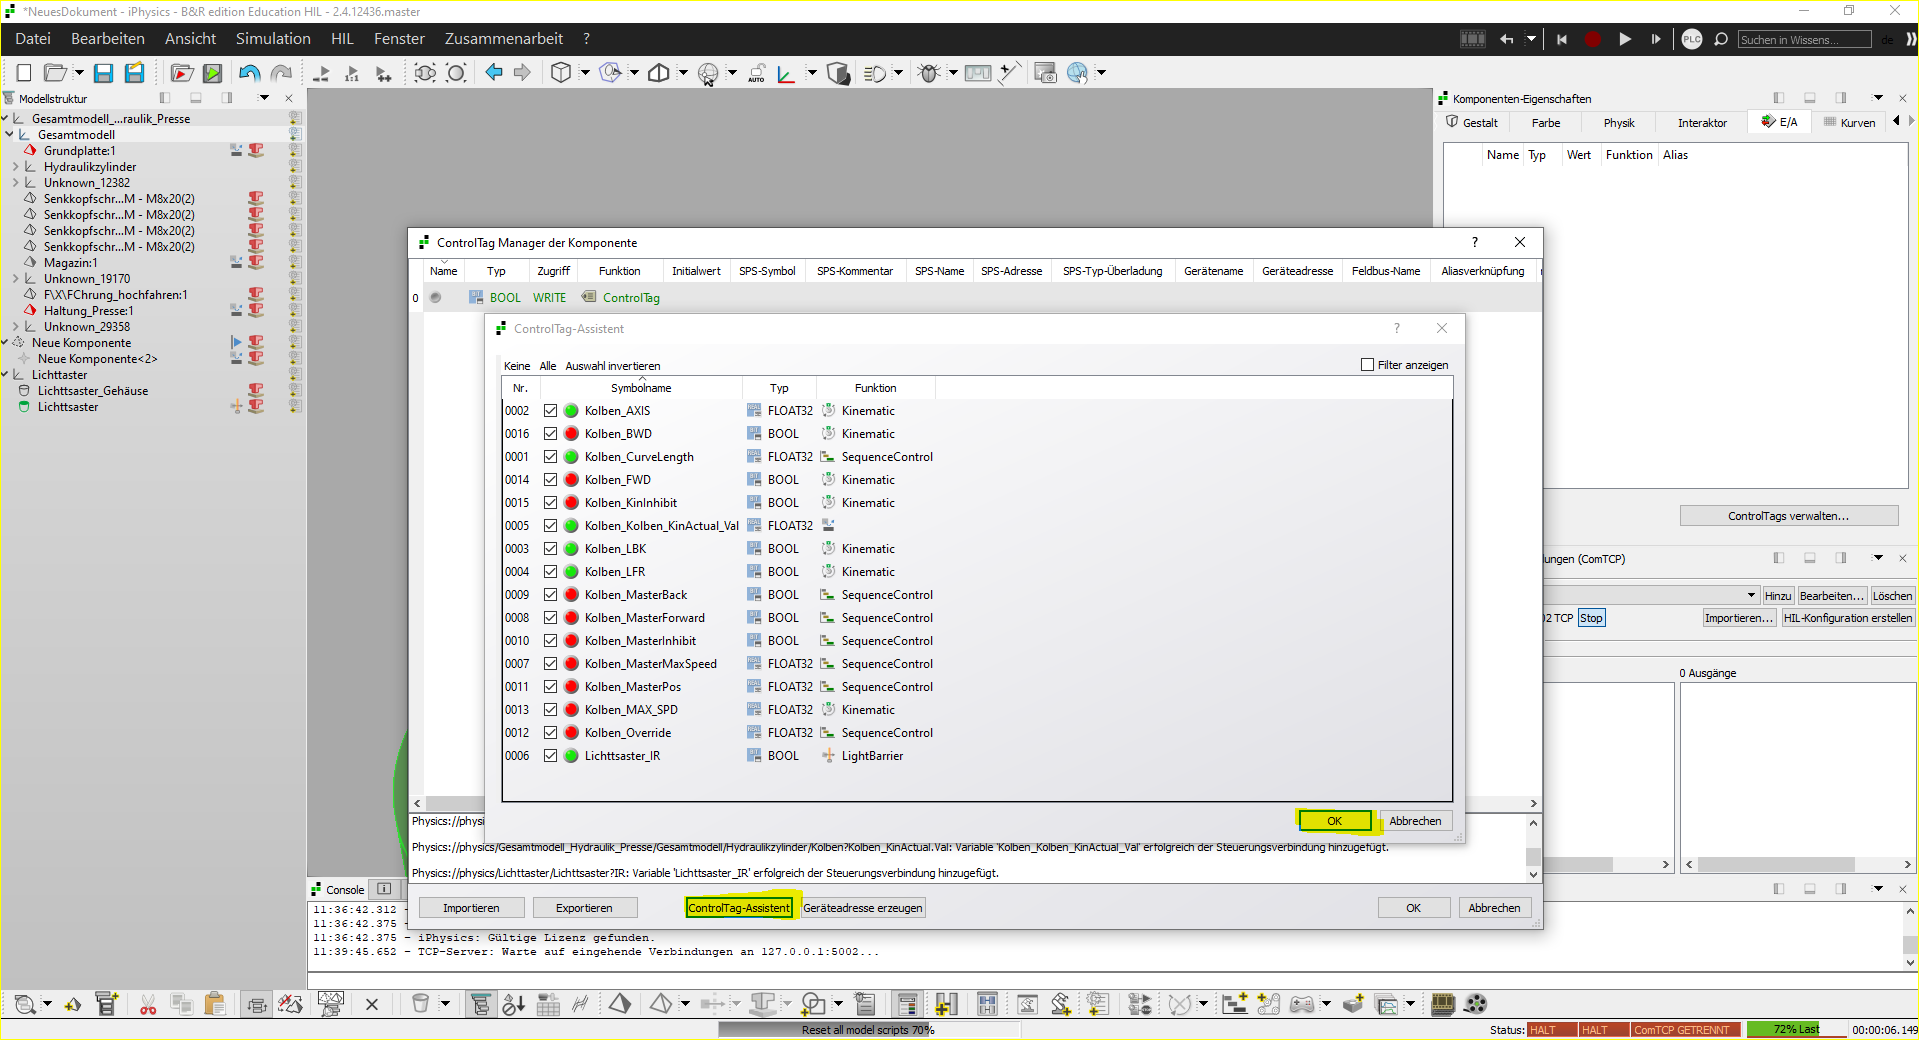 *NeuesDokument - iPhysics - B&R edition Education HIL - 2.4.12436.master
Datei Bearbeiten Ansicht Simulation HIL Fenster Zusammenarbeit ?
PLC Suchen in Wissens... de
1:1 AUTO
Modellstruktur
Gesamtmodell_...raulik_Presse
Gesamtmodell
Grundplatte:1
Hydraulikzylinder
Unknown_12382
Senkkopfschr...M - M8x20(2)
Senkkopfschr...M - M8x20(2)
Senkkopfschr...M - M8x20(2)
Senkkopfschr...M - M8x20(2)
Magazin:1
Unknown_19170
F\X\FChrung_hochfahren:1
Haltung_Presse:1
Unknown_29358
Neue Komponente
Neue Komponente<2>
Lichttaster
Lichttsaster_Gehäuse
Lichttsaster
Komponenten-Eigenschaften
Gestalt Farbe Physik Interaktor E/A Kurven
Name Typ Wert Funktion Alias
ControlTags verwalten...
ungen (ComTCP)
Hinzu Bearbeiten... Löschen
02 TCP Stop Importieren... HIL-Konfiguration erstellen
0 Ausgänge
ControlTag Manager der Komponente ?
Name Typ Zugriff Funktion Initialwert SPS-Symbol SPS-Kommentar SPS-Name SPS-Adresse SPS-Typ-Überladung Gerätename Geräteadresse Feldbus-Name Aliasverknüpfung
0 BOOL WRITE ControlTag
ControlTag-Assistent ?
Keine Alle Auswahl invertieren Filter anzeigen
Nr. Symbolname Typ Funktion
0002 Kolben_AXIS FLOAT32 Kinematic
0016 Kolben_BWD BOOL Kinematic
0001 Kolben_CurveLength FLOAT32 SequenceControl
0014 Kolben_FWD BOOL Kinematic
0015 Kolben_KinInhibit BOOL Kinematic
0005 Kolben_Kolben_KinActual_Val FLOAT32
0003 Kolben_LBK BOOL Kinematic
0004 Kolben_LFR BOOL Kinematic
0009 Kolben_MasterBack BOOL SequenceControl
0008 Kolben_MasterForward BOOL SequenceControl
0010 Kolben_MasterInhibit BOOL SequenceControl
0007 Kolben_MasterMaxSpeed FLOAT32 SequenceControl
0011 Kolben_MasterPos FLOAT32 SequenceControl
0013 Kolben_MAX_SPD FLOAT32 Kinematic
0012 Kolben_Override FLOAT32 SequenceControl
0006 Lichttsaster_IR BOOL LightBarrier
OK Abbrechen
Physics://physi
Physics://physics/Gesamtmodell_Hydraulik_Presse/Gesamtmodell/Hydraulikzylinder/Kolben?Kolben_KinActual.Val: Variable 'Kolben_Kolben_KinActual_Val' erfolgreich der Steuerungsverbindung hinzugefügt.
Physics://physics/Lichttaster/Lichttsaster?IR: Variable 'Lichttsaster_IR' erfolgreich der Steuerungsverbindung hinzugefügt.
Importieren Exportieren ControlTag-Assistent Geräteadresse erzeugen OK Abbrechen
Console
11:36:42.312 -
11:36:42.375 -
11:36:42.375 - iPhysics: Gültige Lizenz gefunden.
11:39:45.652 - TCP-Server: Warte auf eingehende Verbindungen an 127.0.0.1:5002...
Reset all model scripts 70%
Status: HALT HALT ComTCP GETRENNT 72% Last 00:00:06.149